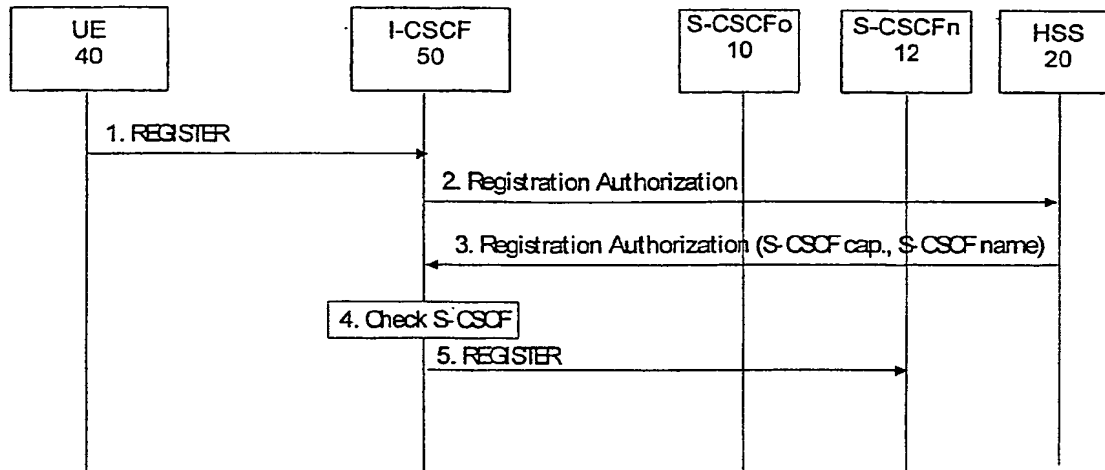 UE
40
I-CSCF
50
S-CSCFo
10
S-CSCFn
12
HSS
20
1. REGISTER
2. Registration Authorization
3. Registration Authorization (S-CSCF cap., S-CSCF name)
4. Check S-CSCF
5. REGISTER